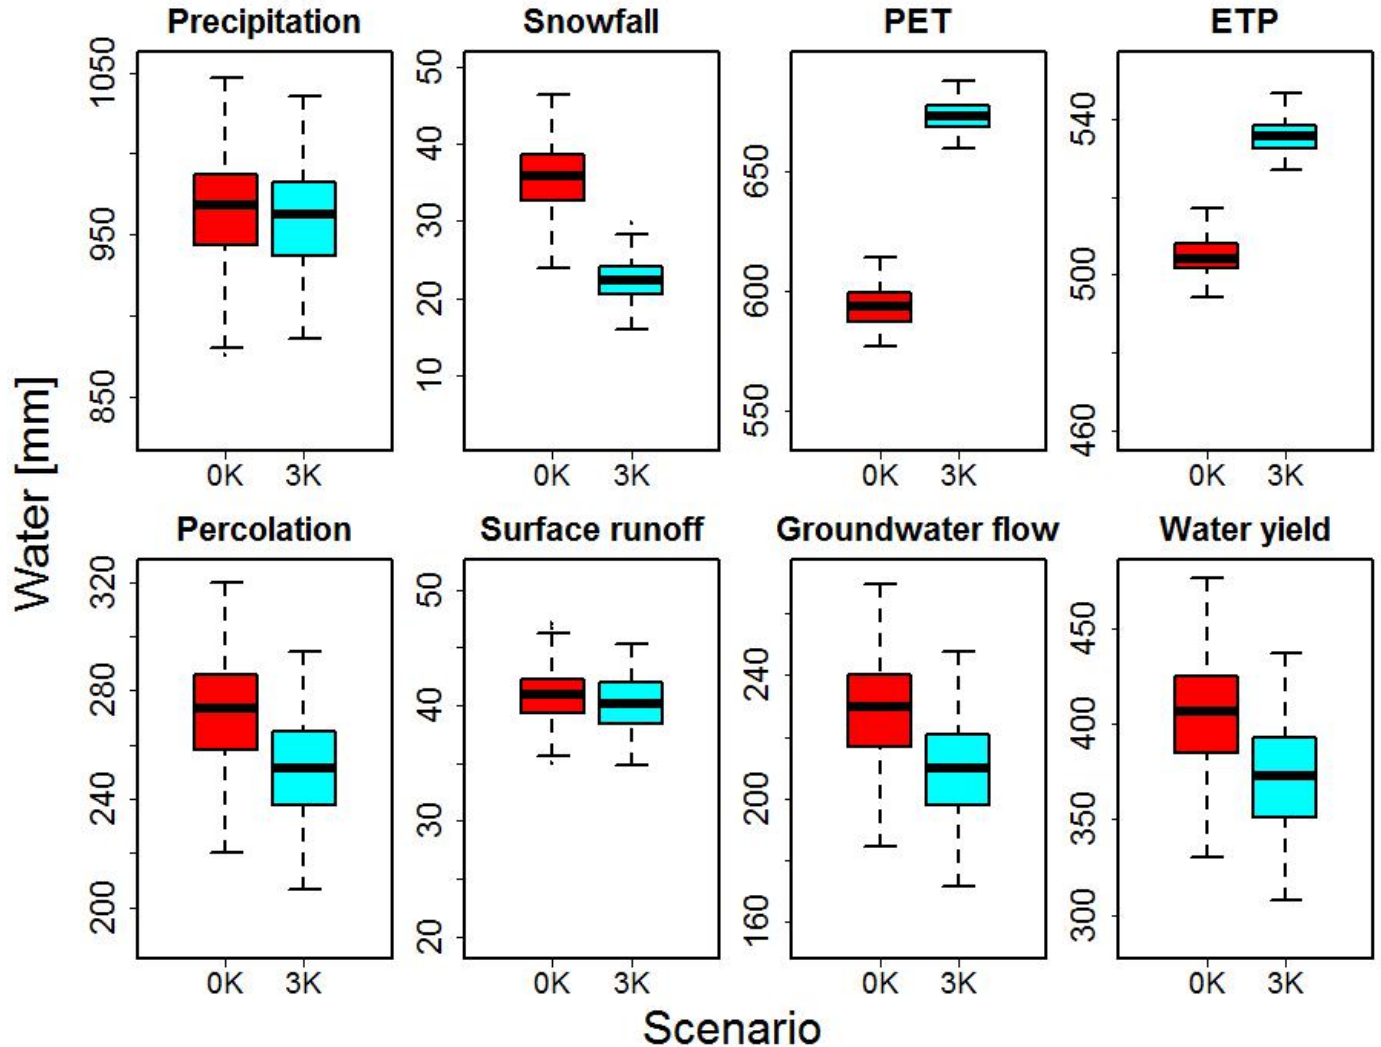 Precipitation
Snowfall
PET
ETP
1050
950
850
0K 3K
50
40
30
20
10
0K 3K
650
600
550
0K 3K
540
500
460
0K 3K
Water [mm]
Percolation
Surface runoff
Groundwater flow
Water yield
320
280
240
200
0K 3K
50
40
30
20
0K 3K
240
200
160
0K 3K
450
400
350
300
0K 3K
Scenario